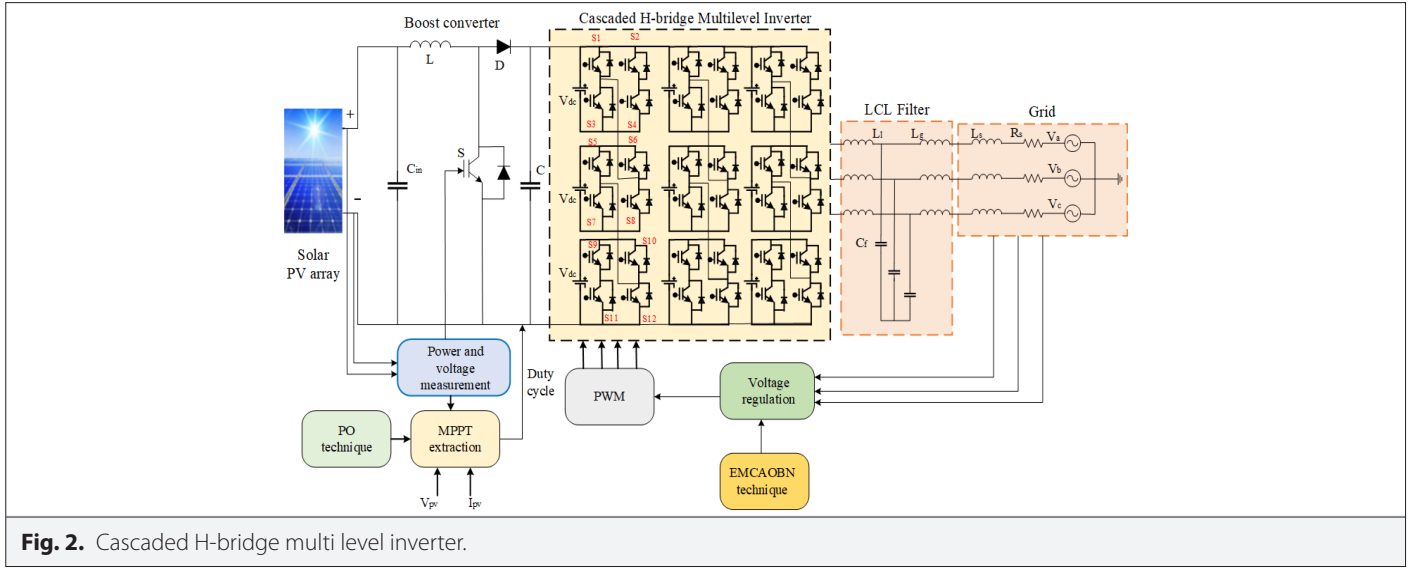 Cascaded H-bridge Multilevel Inverter
Boost converter
S1
S2
L
D
+
Vdc
S3
S4
LCL Filter
Grid
Ll
Lg
Ls
Rs
Va
S5
S6
S
Cin
C
Vb
Vdc
Vc
-
S7
S8
Cf
Solar
PV array
S9
S10
Vdc
S11
S12
Power and
voltage
measurement
Duty
cycle
PWM
Voltage
regulation
PO
technique
MPPT
extraction
EMCAOBN
technique
Vpv
Ipv
Fig. 2. Cascaded H-bridge multi level inverter.